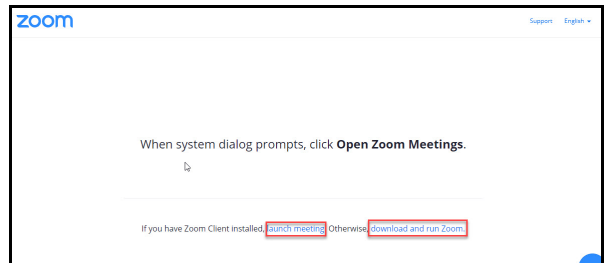 zoom
Support English
When system dialog prompts, click Open Zoom Meetings.
If you have Zoom Client installed, launch meeting. Otherwise, download and run Zoom.